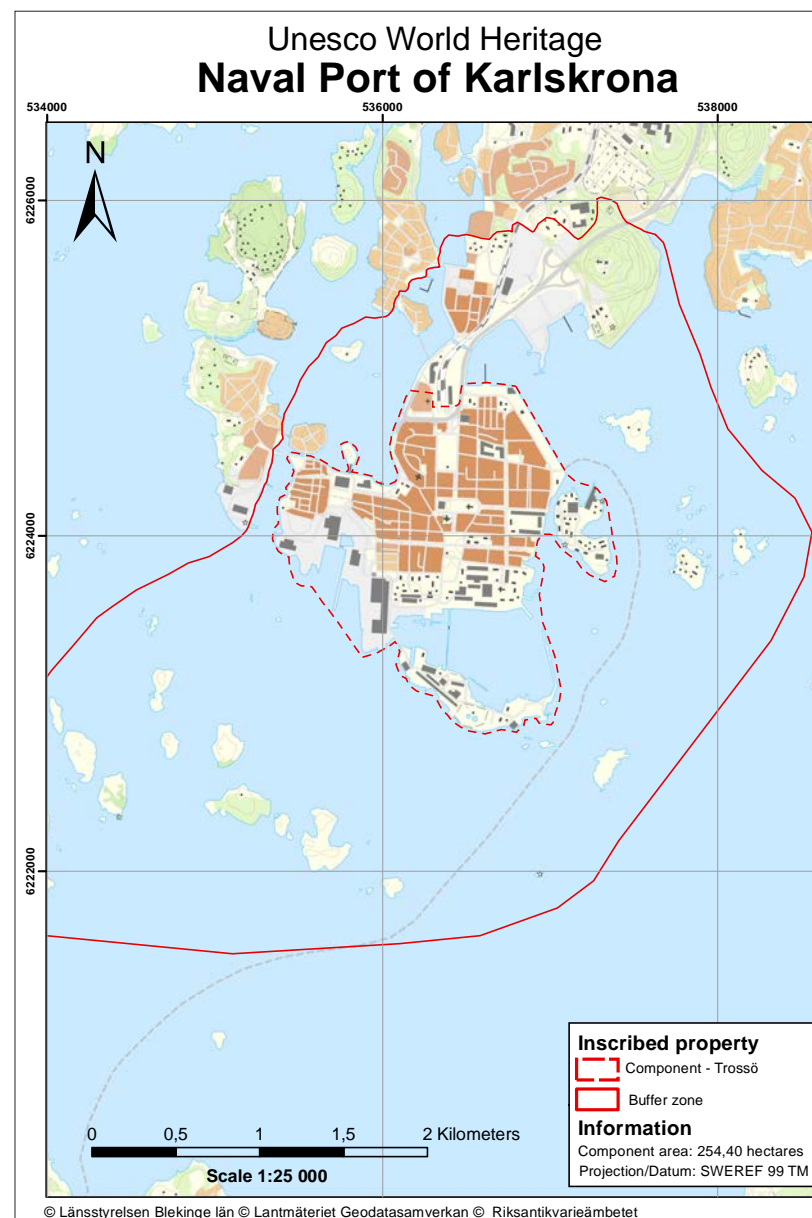 Unesco World Heritage
Naval Port of Karlskrona
534000 536000 538000
N
6226000
6224000
6222000
Inscribed property
Component - Trossö
Buffer zone
Information
Component area: 254,40 hectares
Projection/Datum: SWEREF 99 TM
0 0,5 1 1,5 2 Kilometers
Scale 1:25 000
© Länsstyrelsen Blekinge län © Lantmäteriet Geodatasamverkan © Riksantikvarieämbetet